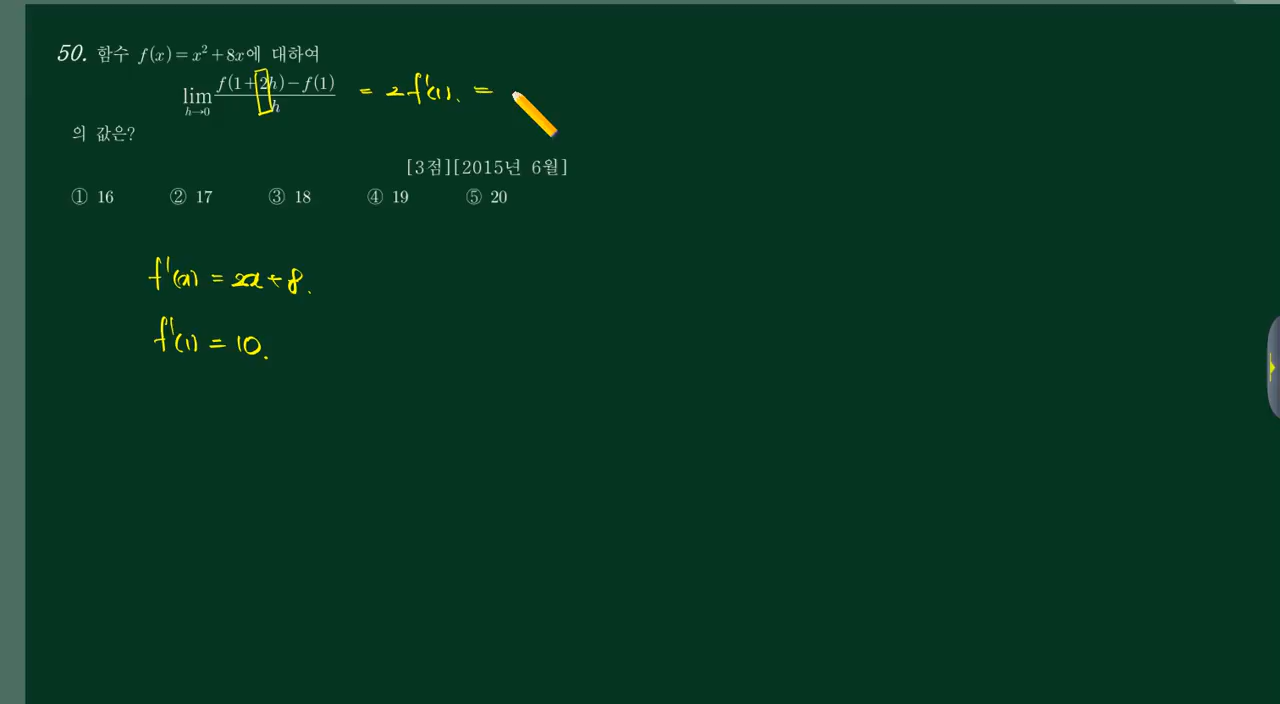 50. 함수 f(x)=x²+8x에 대하여
lim h→0 f(1+2h)−f(1) / h = 2f'(1). =
의 값은?
[3점][2015년 6월]
① 16 ② 17 ③ 18 ④ 19 ⑤ 20
f'(x) = 2x+8.
f'(1) = 10.